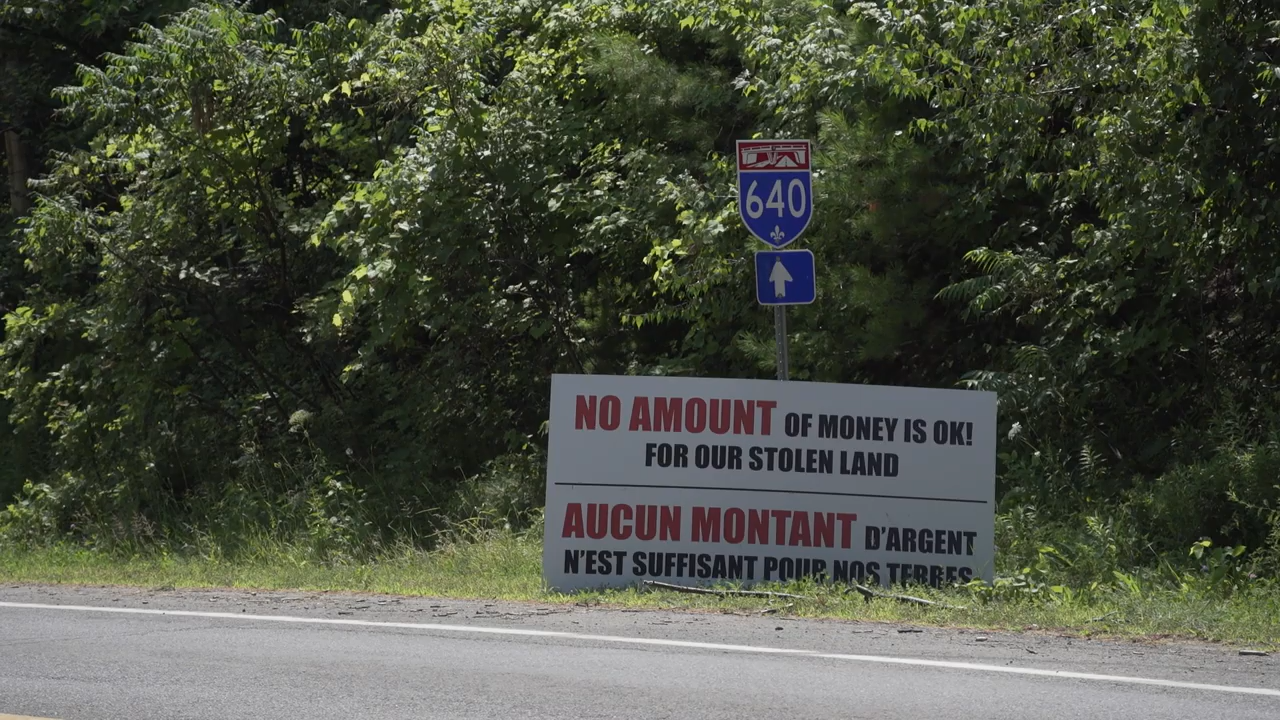 640
NO AMOUNT OF MONEY IS OK!
FOR OUR STOLEN LAND
AUCUN MONTANT D'ARGENT
N'EST SUFFISANT POUR NOS TERRES